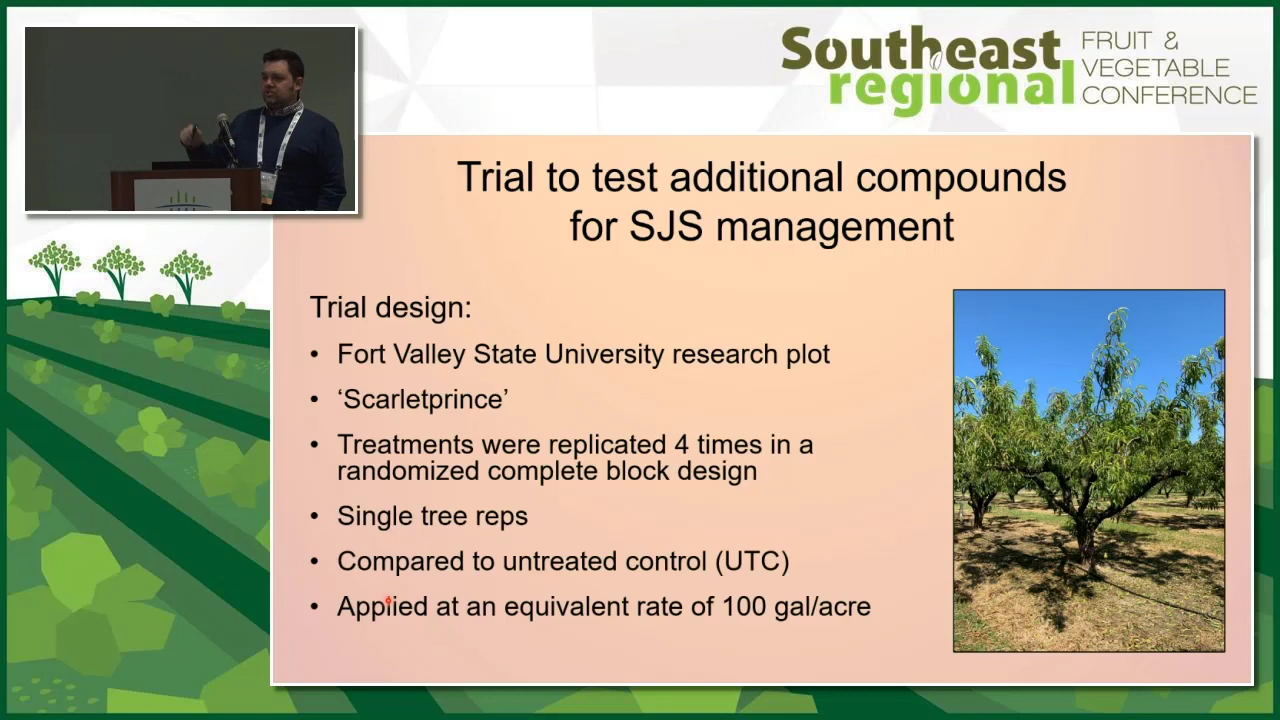 Southeast
regional
FRUIT &
VEGETABLE
CONFERENCE
Trial to test additional compounds
for SJS management
Trial design:
• Fort Valley State University research plot
• ‘Scarletprince’
• Treatments were replicated 4 times in a
randomized complete block design
• Single tree reps
• Compared to untreated control (UTC)
• Applied at an equivalent rate of 100 gal/acre